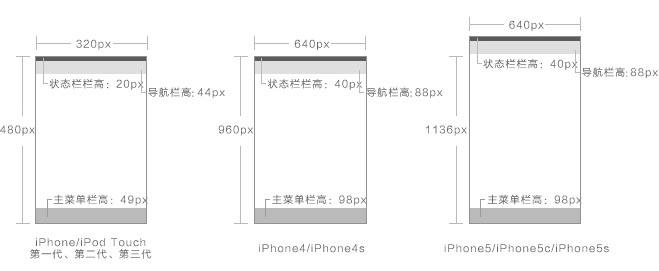 320px
状态栏栏高：20px
导航栏高：44px
480px
主菜单栏高：49px
iPhone/iPod Touch
第一代、第二代、第三代
640px
状态栏栏高：40px
导航栏高：88px
960px
主菜单栏高：98px
iPhone4/iPhone4s
640px
状态栏栏高：40px
导航栏高：88px
1136px
主菜单栏高：98px
iPhone5/iPhone5c/iPhone5s